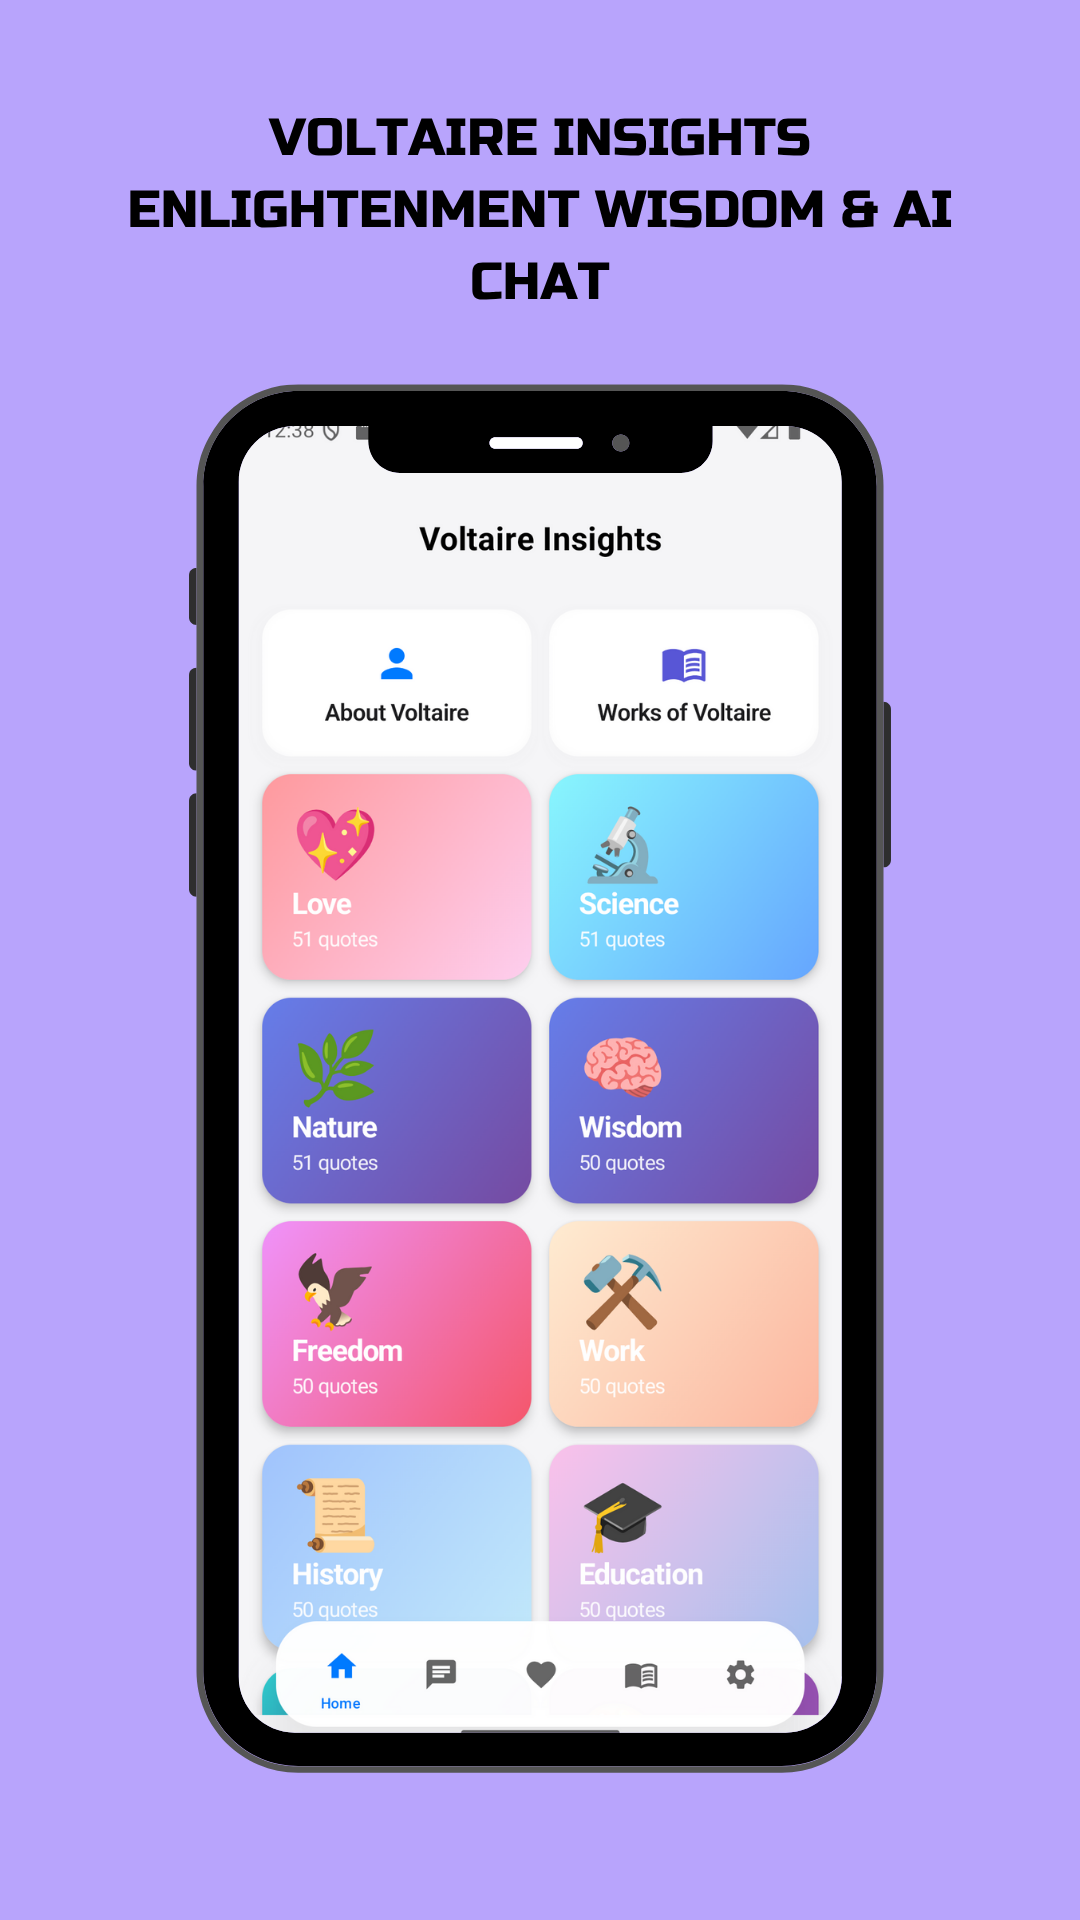 VOLTAIRE INSIGHTS
ENLIGHTENMENT WISDOM & AI
CHAT
12:38
Voltaire Insights
About Voltaire
Works of Voltaire
Love
51 quotes
Science
51 quotes
Nature
51 quotes
Wisdom
50 quotes
Freedom
50 quotes
Work
50 quotes
History
50 quotes
Education
50 quotes
Home